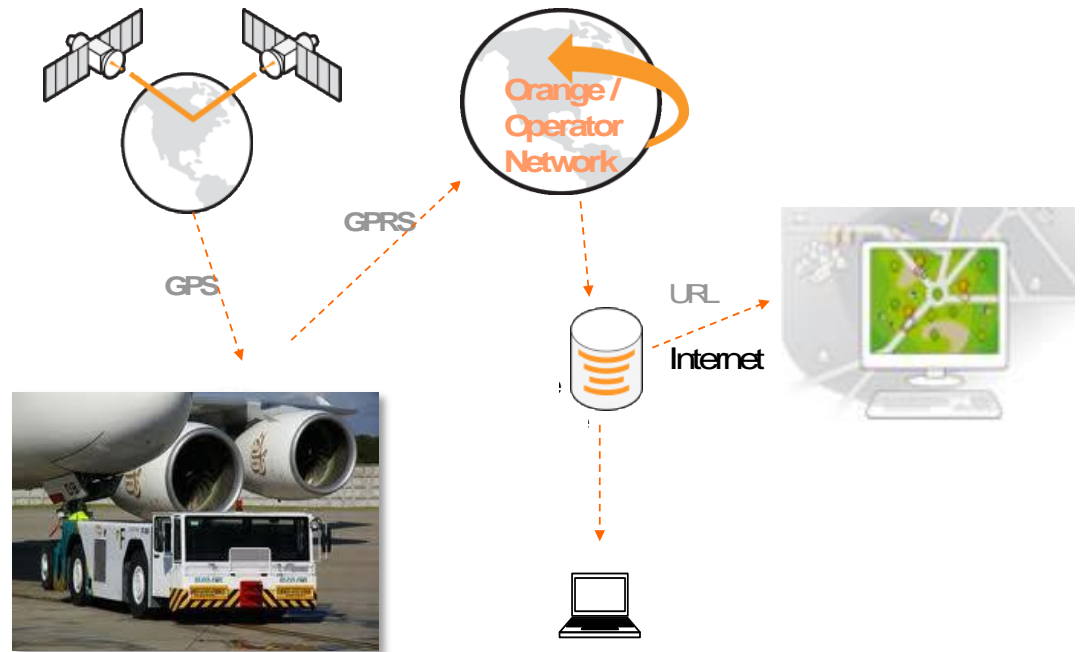 Orange /
Operator
Network
GPRS
GPS
URL
Internet